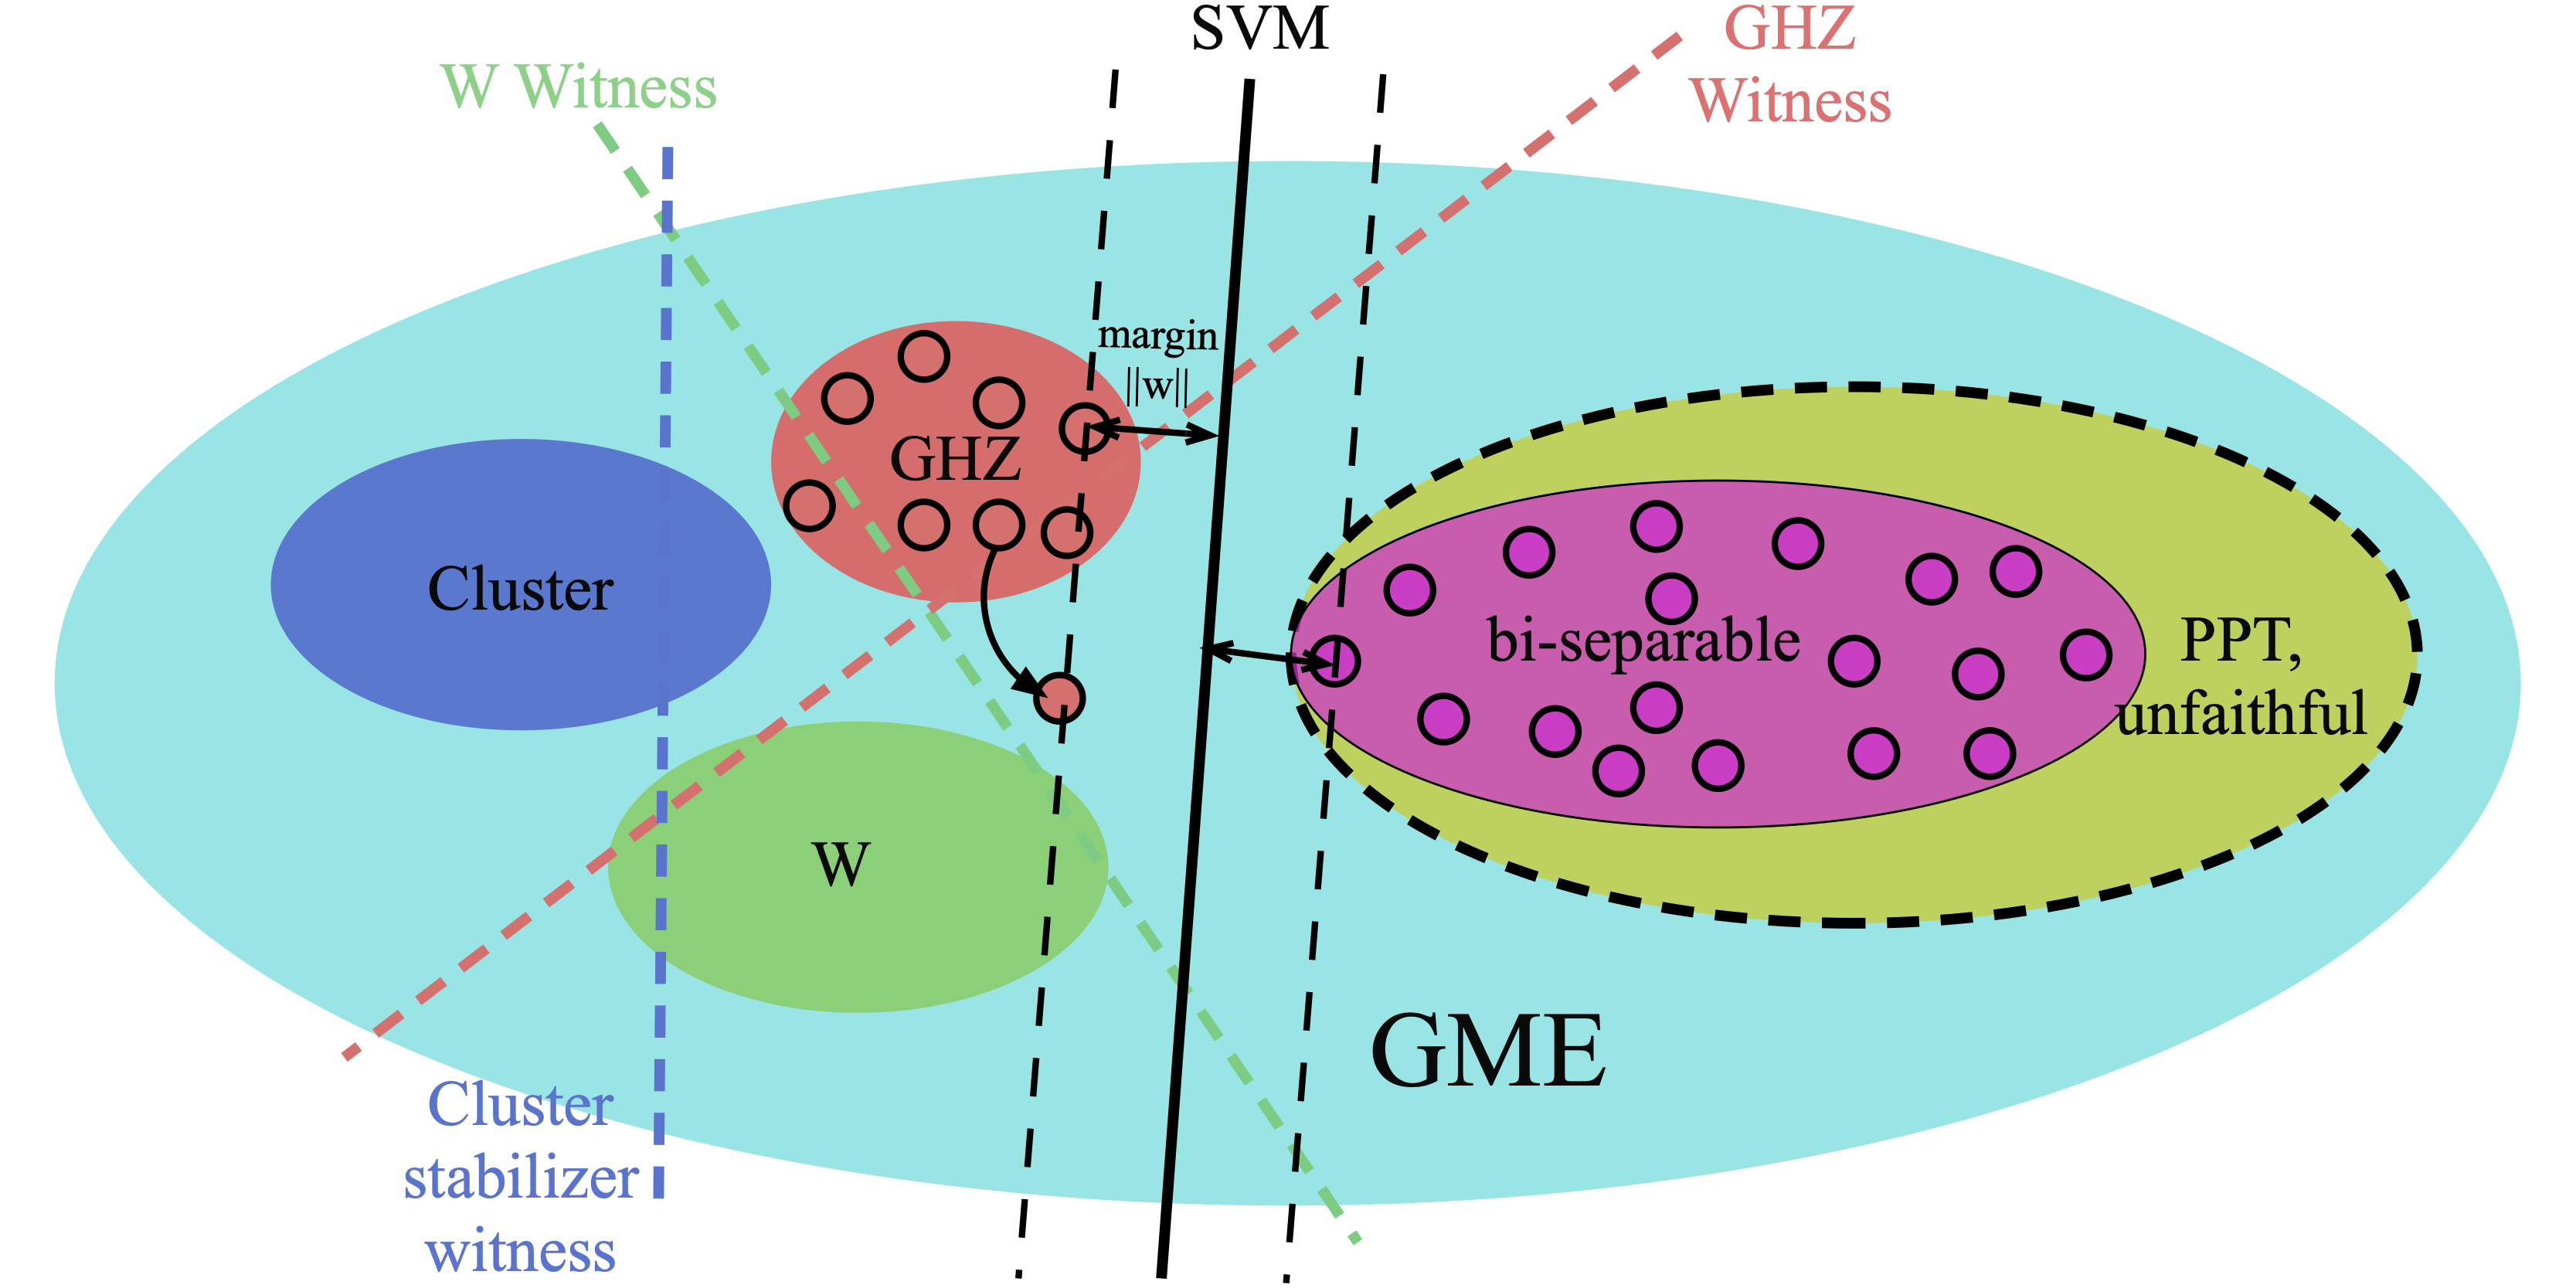 SVM
GHZ
Witness
W Witness
margin
||w||
GHZ
Cluster
bi-separable
PPT,
unfaithful
W
GME
Cluster
stabilizer
witness